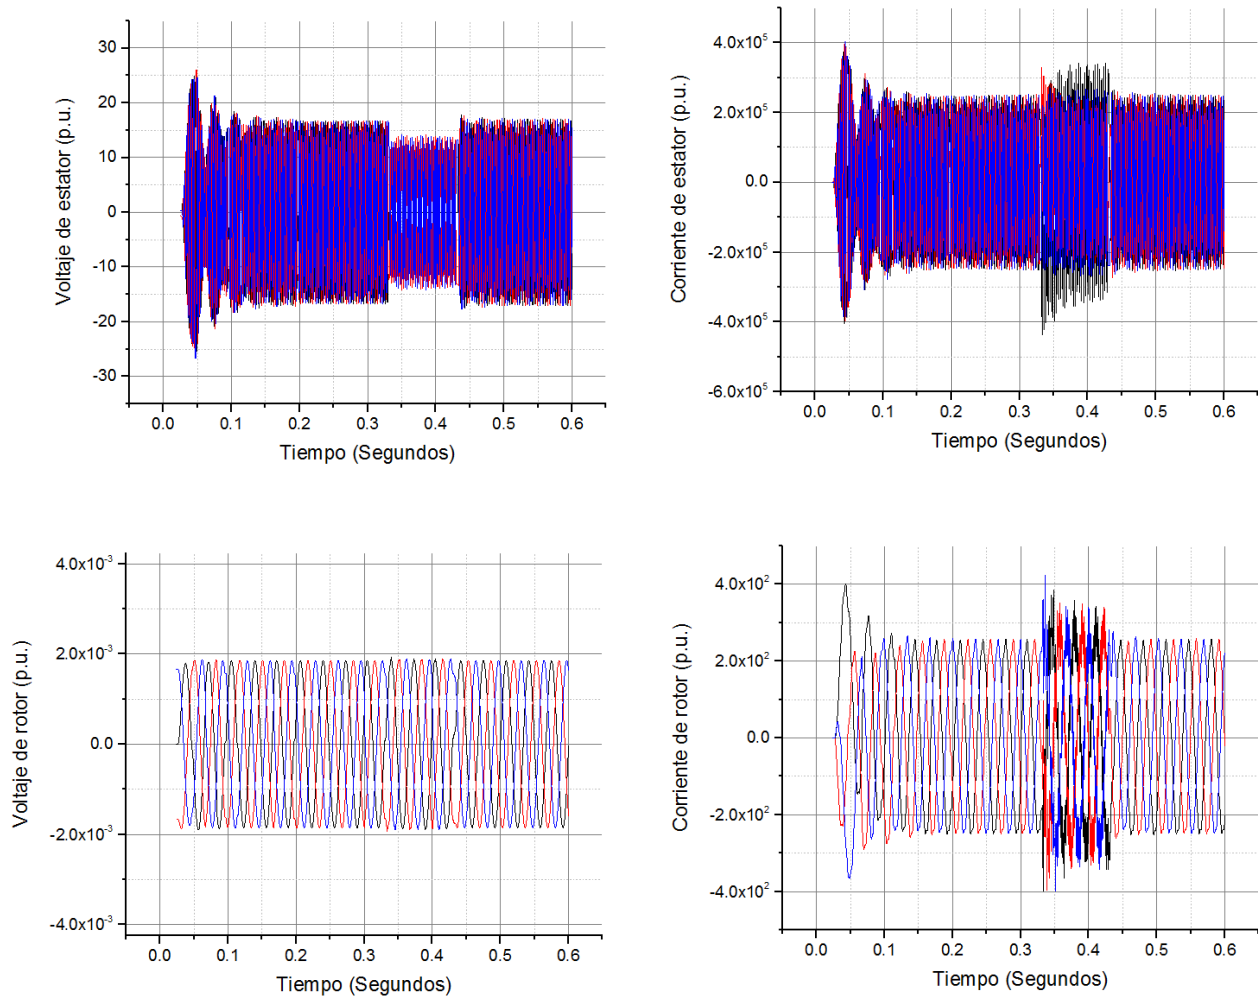 Voltaje de estator (p.u.)
30
20
10
0
-10
-20
-30
0.0 0.1 0.2 0.3 0.4 0.5 0.6
Tiempo (Segundos)
Corriente de estator (p.u.)
4.0x10⁵
2.0x10⁵
0.0
-2.0x10⁵
-4.0x10⁵
-6.0x10⁵
0.0 0.1 0.2 0.3 0.4 0.5 0.6
Tiempo (Segundos)
Voltaje de rotor (p.u.)
4.0x10⁻³
2.0x10⁻³
0.0
-2.0x10⁻³
-4.0x10⁻³
0.0 0.1 0.2 0.3 0.4 0.5 0.6
Tiempo (Segundos)
Corriente de rotor (p.u.)
4.0x10²
2.0x10²
0.0
-2.0x10²
-4.0x10²
0.0 0.1 0.2 0.3 0.4 0.5 0.6
Tiempo (Segundos)